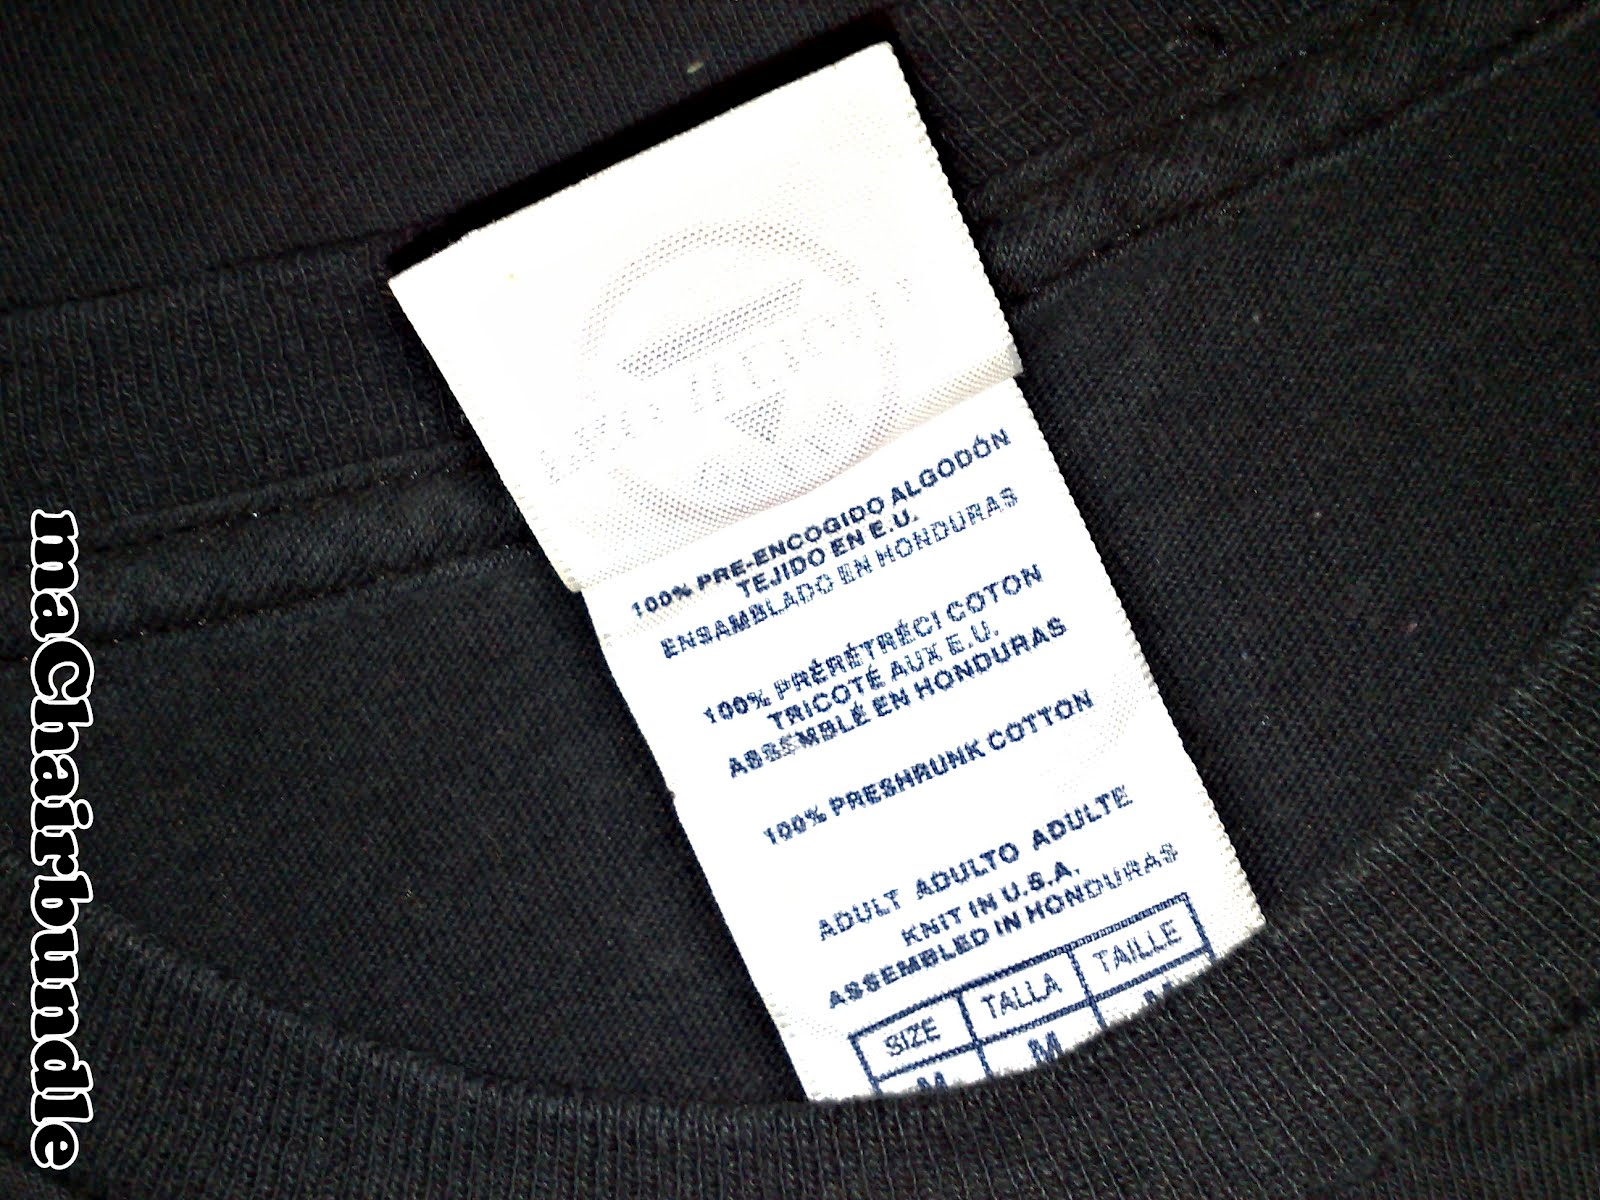 100% PRE-ENCOGIDO ALGODÓN
TEJIDO EN E.U.
ENSAMBLADO EN HONDURAS
100% PRÉRÉTRÉCI COTON
TRICOTÉ AUX E.U.
ASSEMBLÉ EN HONDURAS
100% PRESHRUNK COTTON
ADULT ADULTO ADULTE
KNIT IN U.S.A.
ASSEMBLED IN HONDURAS
SIZE TALLA TAILLE
M M M
maChairbundle